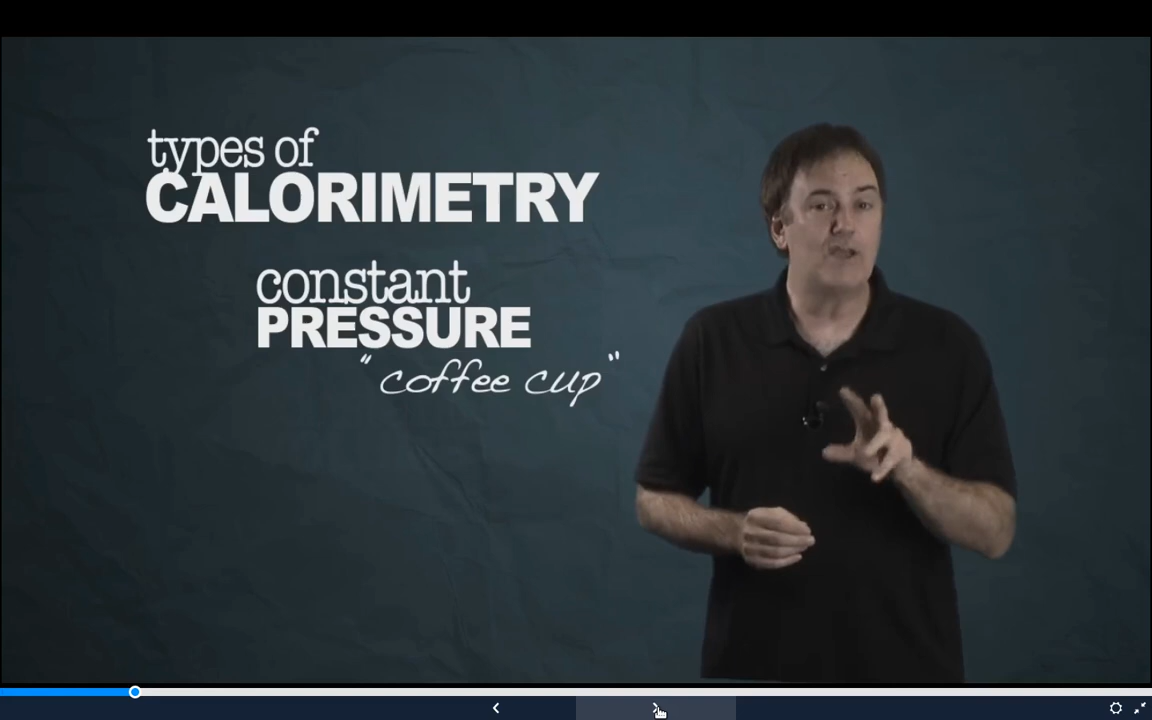 types of
CALORIMETRY
constant
PRESSURE
"coffee cup"